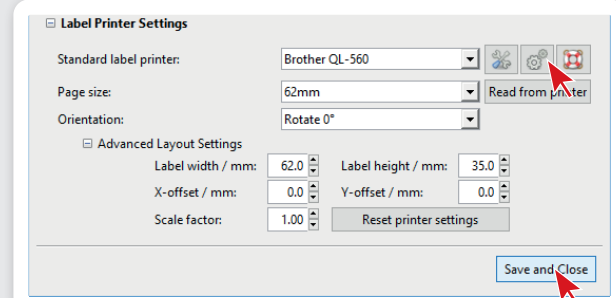 Label Printer Settings
Standard label printer: Brother QL-560
Page size: 62mm Read from printer
Orientation: Rotate 0°
Advanced Layout Settings
Label width / mm: 62.0 Label height / mm: 35.0
X-offset / mm: 0.0 Y-offset / mm: 0.0
Scale factor: 1.00 Reset printer settings
Save and Close